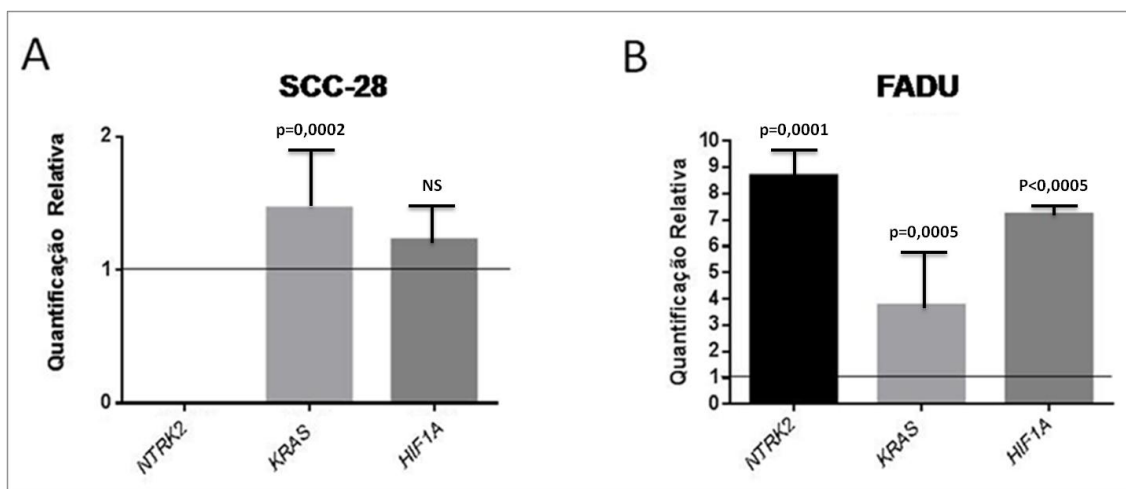 A
SCC-28
Quantificação Relativa
2
1
0
p=0,0002
NS
NTRK2
KRAS
HIF1A
B
FADU
Quantificação Relativa
10
9
8
7
6
5
4
3
2
1
0
p=0,0001
p=0,0005
P<0,0005
NTRK2
KRAS
HIF1A